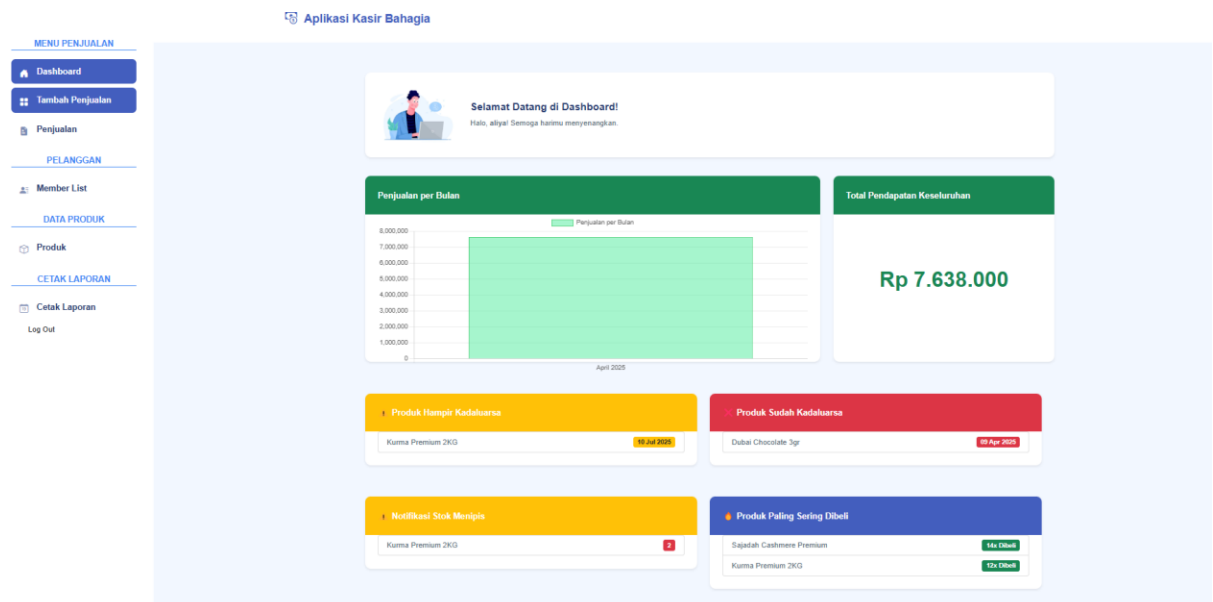 Aplikasi Kasir Bahagia
MENU PENJUALAN
Dashboard
Tambah Penjualan
Penjualan
PELANGGAN
Member List
DATA PRODUK
Produk
CETAK LAPORAN
Cetak Laporan
Log Out
Selamat Datang di Dashboard!
Halo, aliya! Semoga harimu menyenangkan.
Penjualan per Bulan
Penjualan per Bulan
8,000,000
7,000,000
6,000,000
5,000,000
4,000,000
3,000,000
2,000,000
1,000,000
0
April 2025
Total Pendapatan Keseluruhan
Rp 7.638.000
Produk Hampir Kadaluarsa
Kurma Premium 2KG 10 Jul 2025
Produk Sudah Kadaluarsa
Dubai Chocolate 3gr 09 Apr 2025
Notifikasi Stok Menipis
Kurma Premium 2KG 2
Produk Paling Sering Dibeli
Sajadah Cashmere Premium 14x Dibeli
Kurma Premium 2KG 12x Dibeli